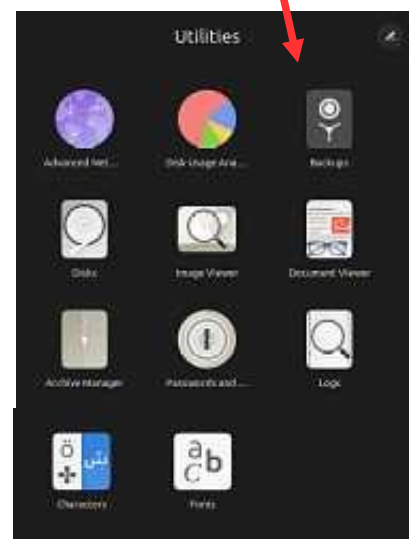 Utilities
Advanced Net...
Disk Usage Ana...
Backups
Disks
Image Viewer
Document Viewer
Archive Manager
Passwords and ...
Logs
ö
a
C b
Characters
Fonts